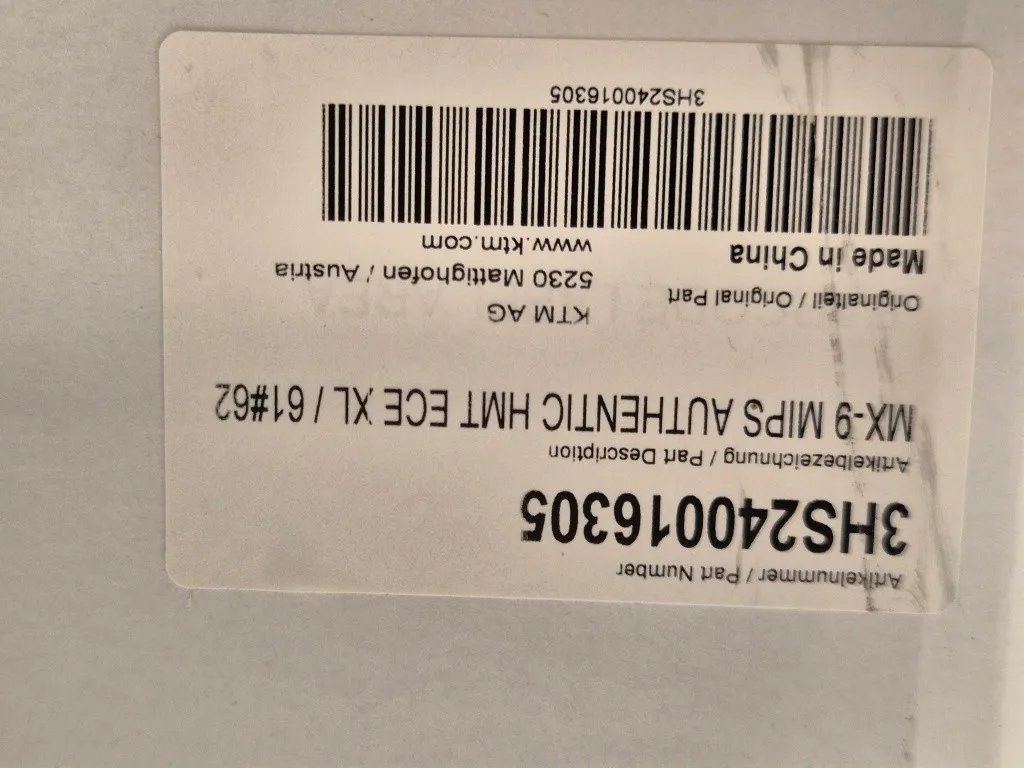 Artikelnummer / Part Number
3HS240016305
Artikelbezeichnung / Part Description
MX-9 MIPS AUTHENTIC HMT ECE XL / 61#62
Originalteil / Original Part
Made in China
KTM AG
5230 Mattighofen / Austria
www.ktm.com
3HS240016305